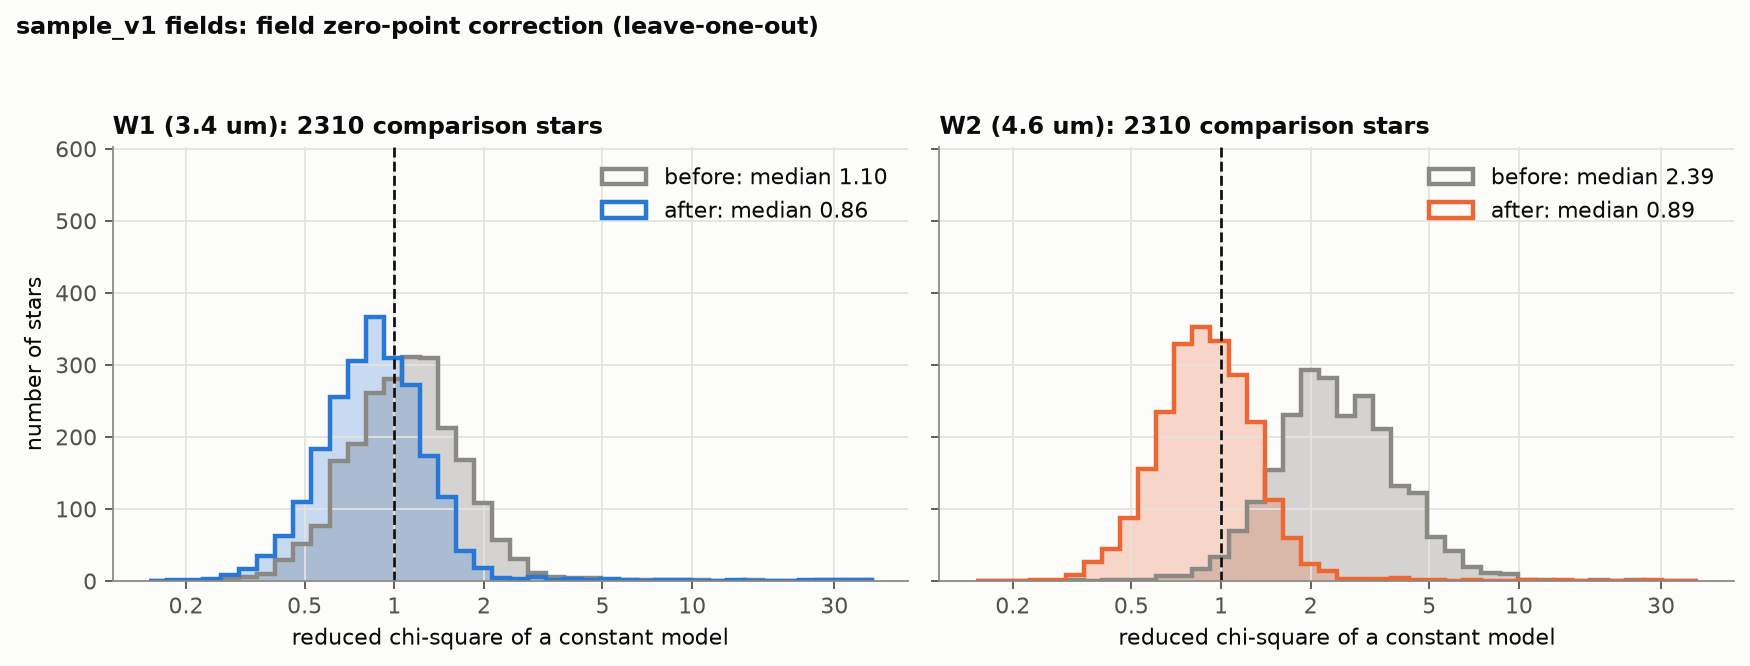 sample_v1 fields: field zero-point correction (leave-one-out)
W1 (3.4 um): 2310 comparison stars
before: median 1.10
after: median 0.86
number of stars
600
500
400
300
200
100
0
0.2 0.5 1 2 5 10 30
reduced chi-square of a constant model
W2 (4.6 um): 2310 comparison stars
before: median 2.39
after: median 0.89
0.2 0.5 1 2 5 10 30
reduced chi-square of a constant model